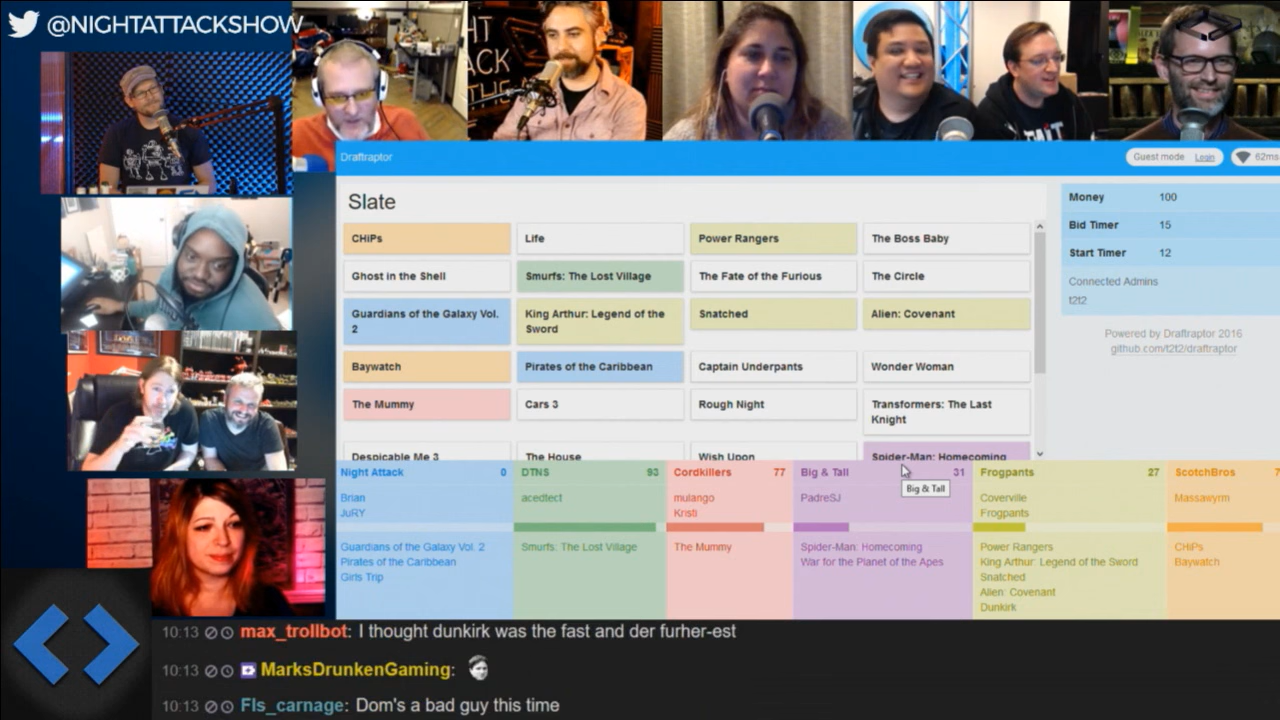 @NIGHTATTACKSHOW
Draftraptor
Guest mode Login
62ms
Slate
CHiPs
Life
Power Rangers
The Boss Baby
Ghost in the Shell
Smurfs: The Lost Village
The Fate of the Furious
The Circle
Guardians of the Galaxy Vol.
2
King Arthur: Legend of the
Sword
Snatched
Alien: Covenant
Baywatch
Pirates of the Caribbean
Captain Underpants
Wonder Woman
The Mummy
Cars 3
Rough Night
Transformers: The Last
Knight
Despicable Me 3
The House
Wish Upon
Spider-Man: Homecoming
Money 100
Bid Timer 15
Start Timer 12
Connected Admins
t2t2
Powered by Draftraptor 2016
github.com/t2t2/draftraptor
Night Attack 0
Brian
JuRY
Guardians of the Galaxy Vol. 2
Pirates of the Caribbean
Girls Trip
DTNS 93
acedtect
Smurfs: The Lost Village
Cordkillers 77
mulango
Kristi
The Mummy
Big & Tall 31
Big & Tall
PadreSJ
Spider-Man: Homecoming
War for the Planet of the Apes
Frogpants 27
Coverville
Frogpants
Power Rangers
King Arthur: Legend of the Sword
Snatched
Alien: Covenant
Dunkirk
ScotchBros 7
Massawyrm
CHiPs
Baywatch
10:13 max_trollbot: I thought dunkirk was the fast and der furher-est
10:13 MarksDrunkenGaming:
10:13 Fls_carnage: Dom's a bad guy this time